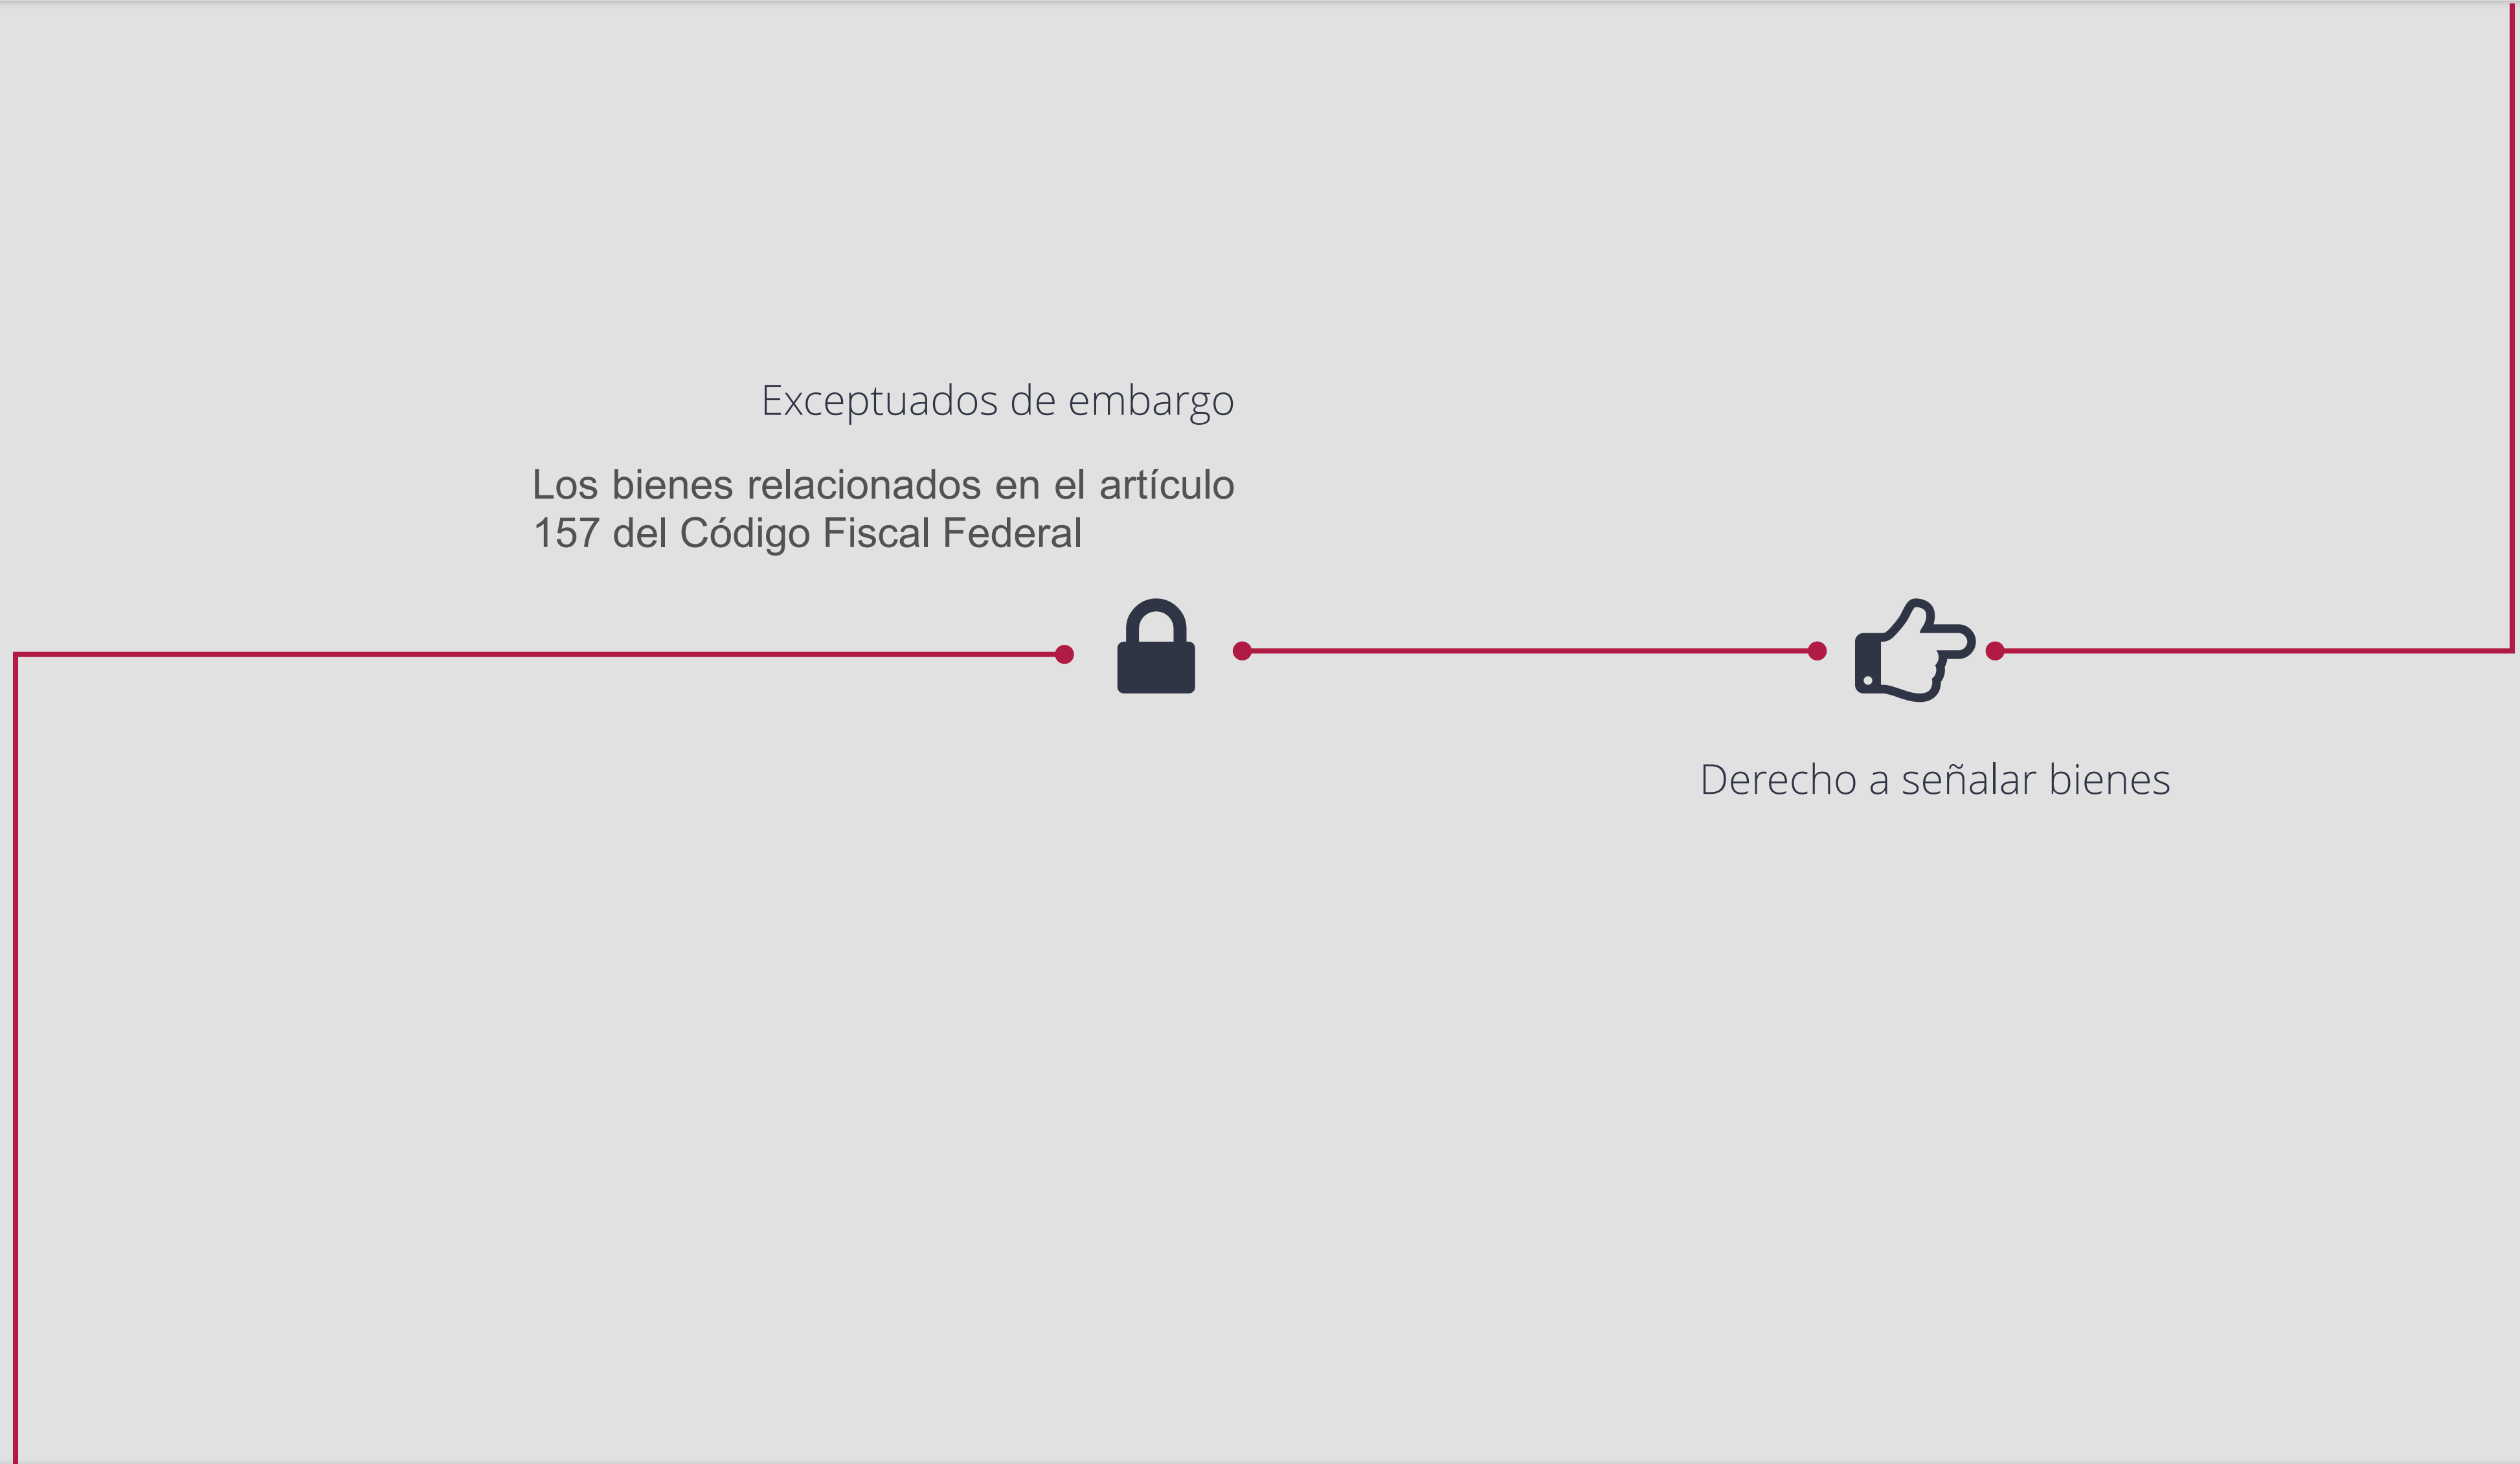 Exceptuados de embargo
Los bienes relacionados en el artículo
157 del Código Fiscal Federal
Derecho a señalar bienes